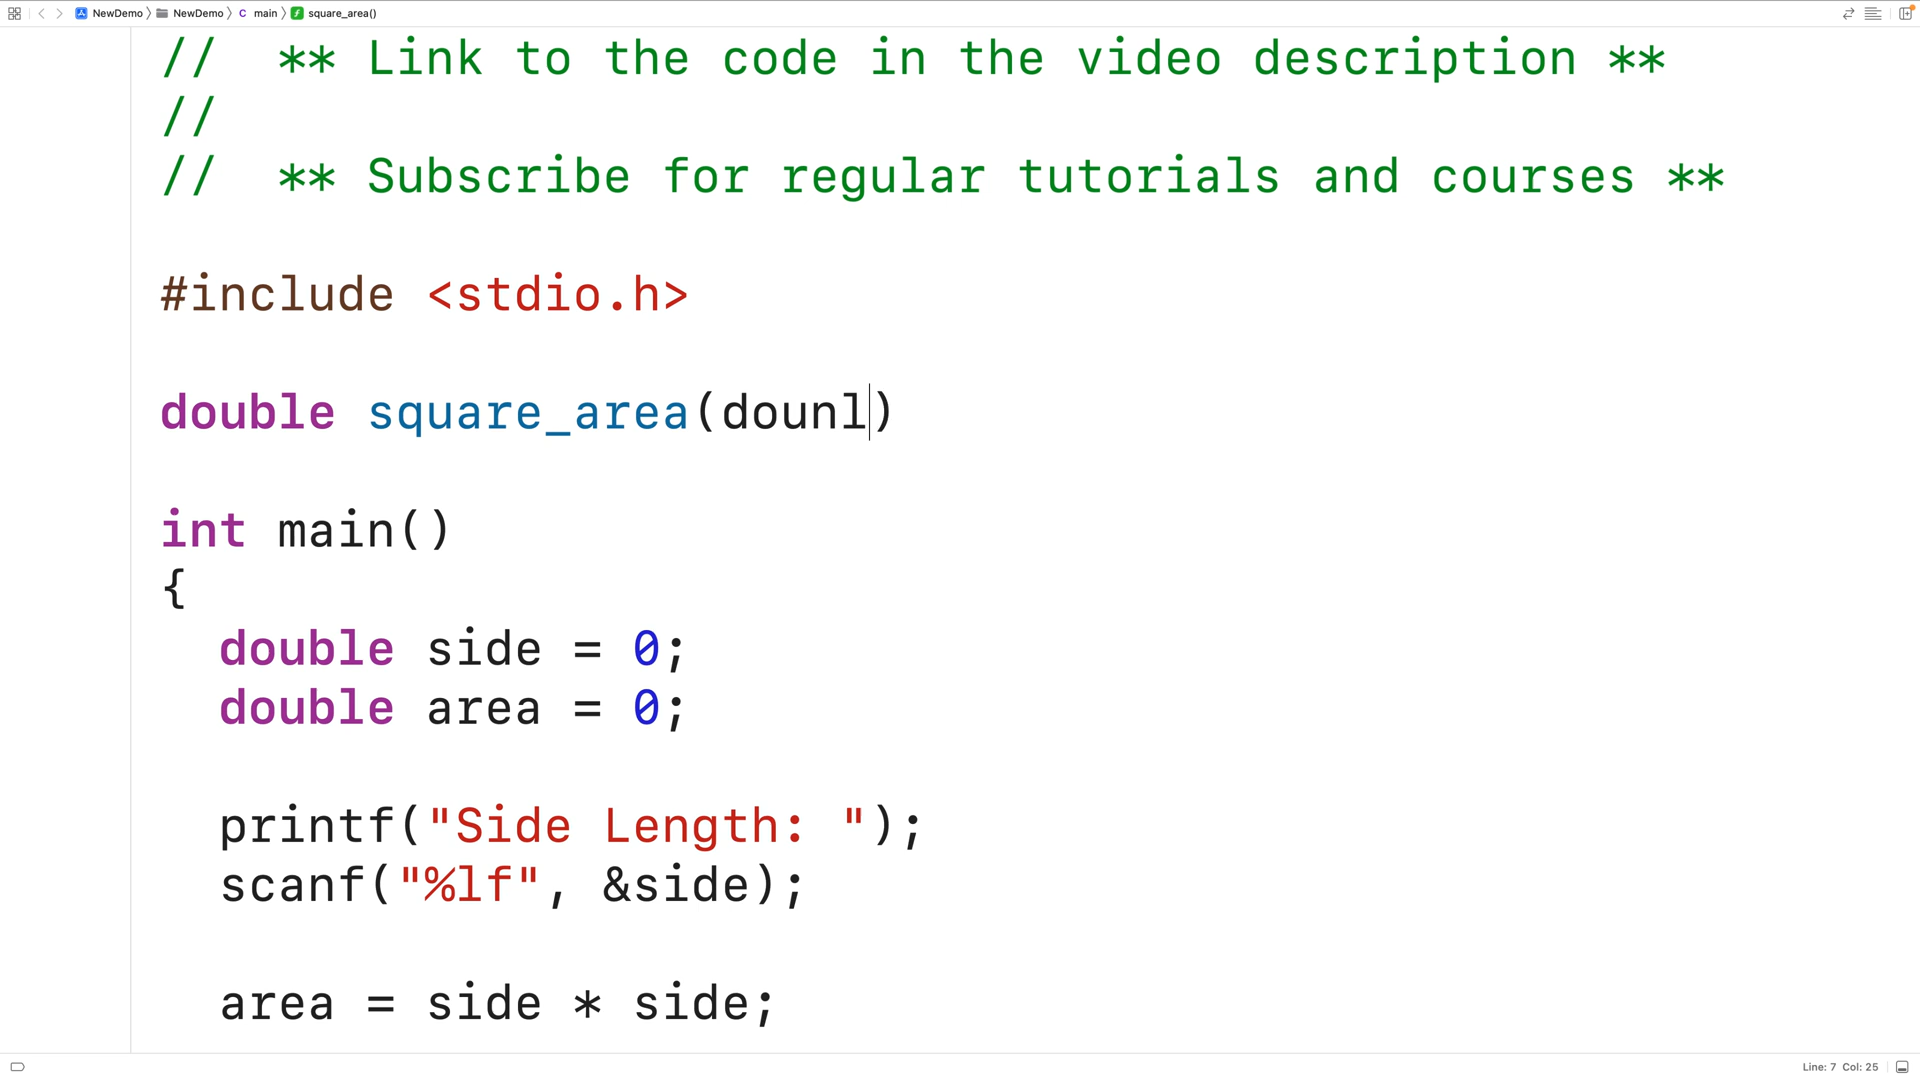 NewDemo 〉 NewDemo 〉 C main 〉 f square_area()
// ** Link to the code in the video description **
//
// ** Subscribe for regular tutorials and courses **
#include <stdio.h>
double square_area(dounl)
int main()
{
double side = 0;
double area = 0;
printf("Side Length: ");
scanf("%lf", &side);
area = side * side;
Line: 7 Col: 25